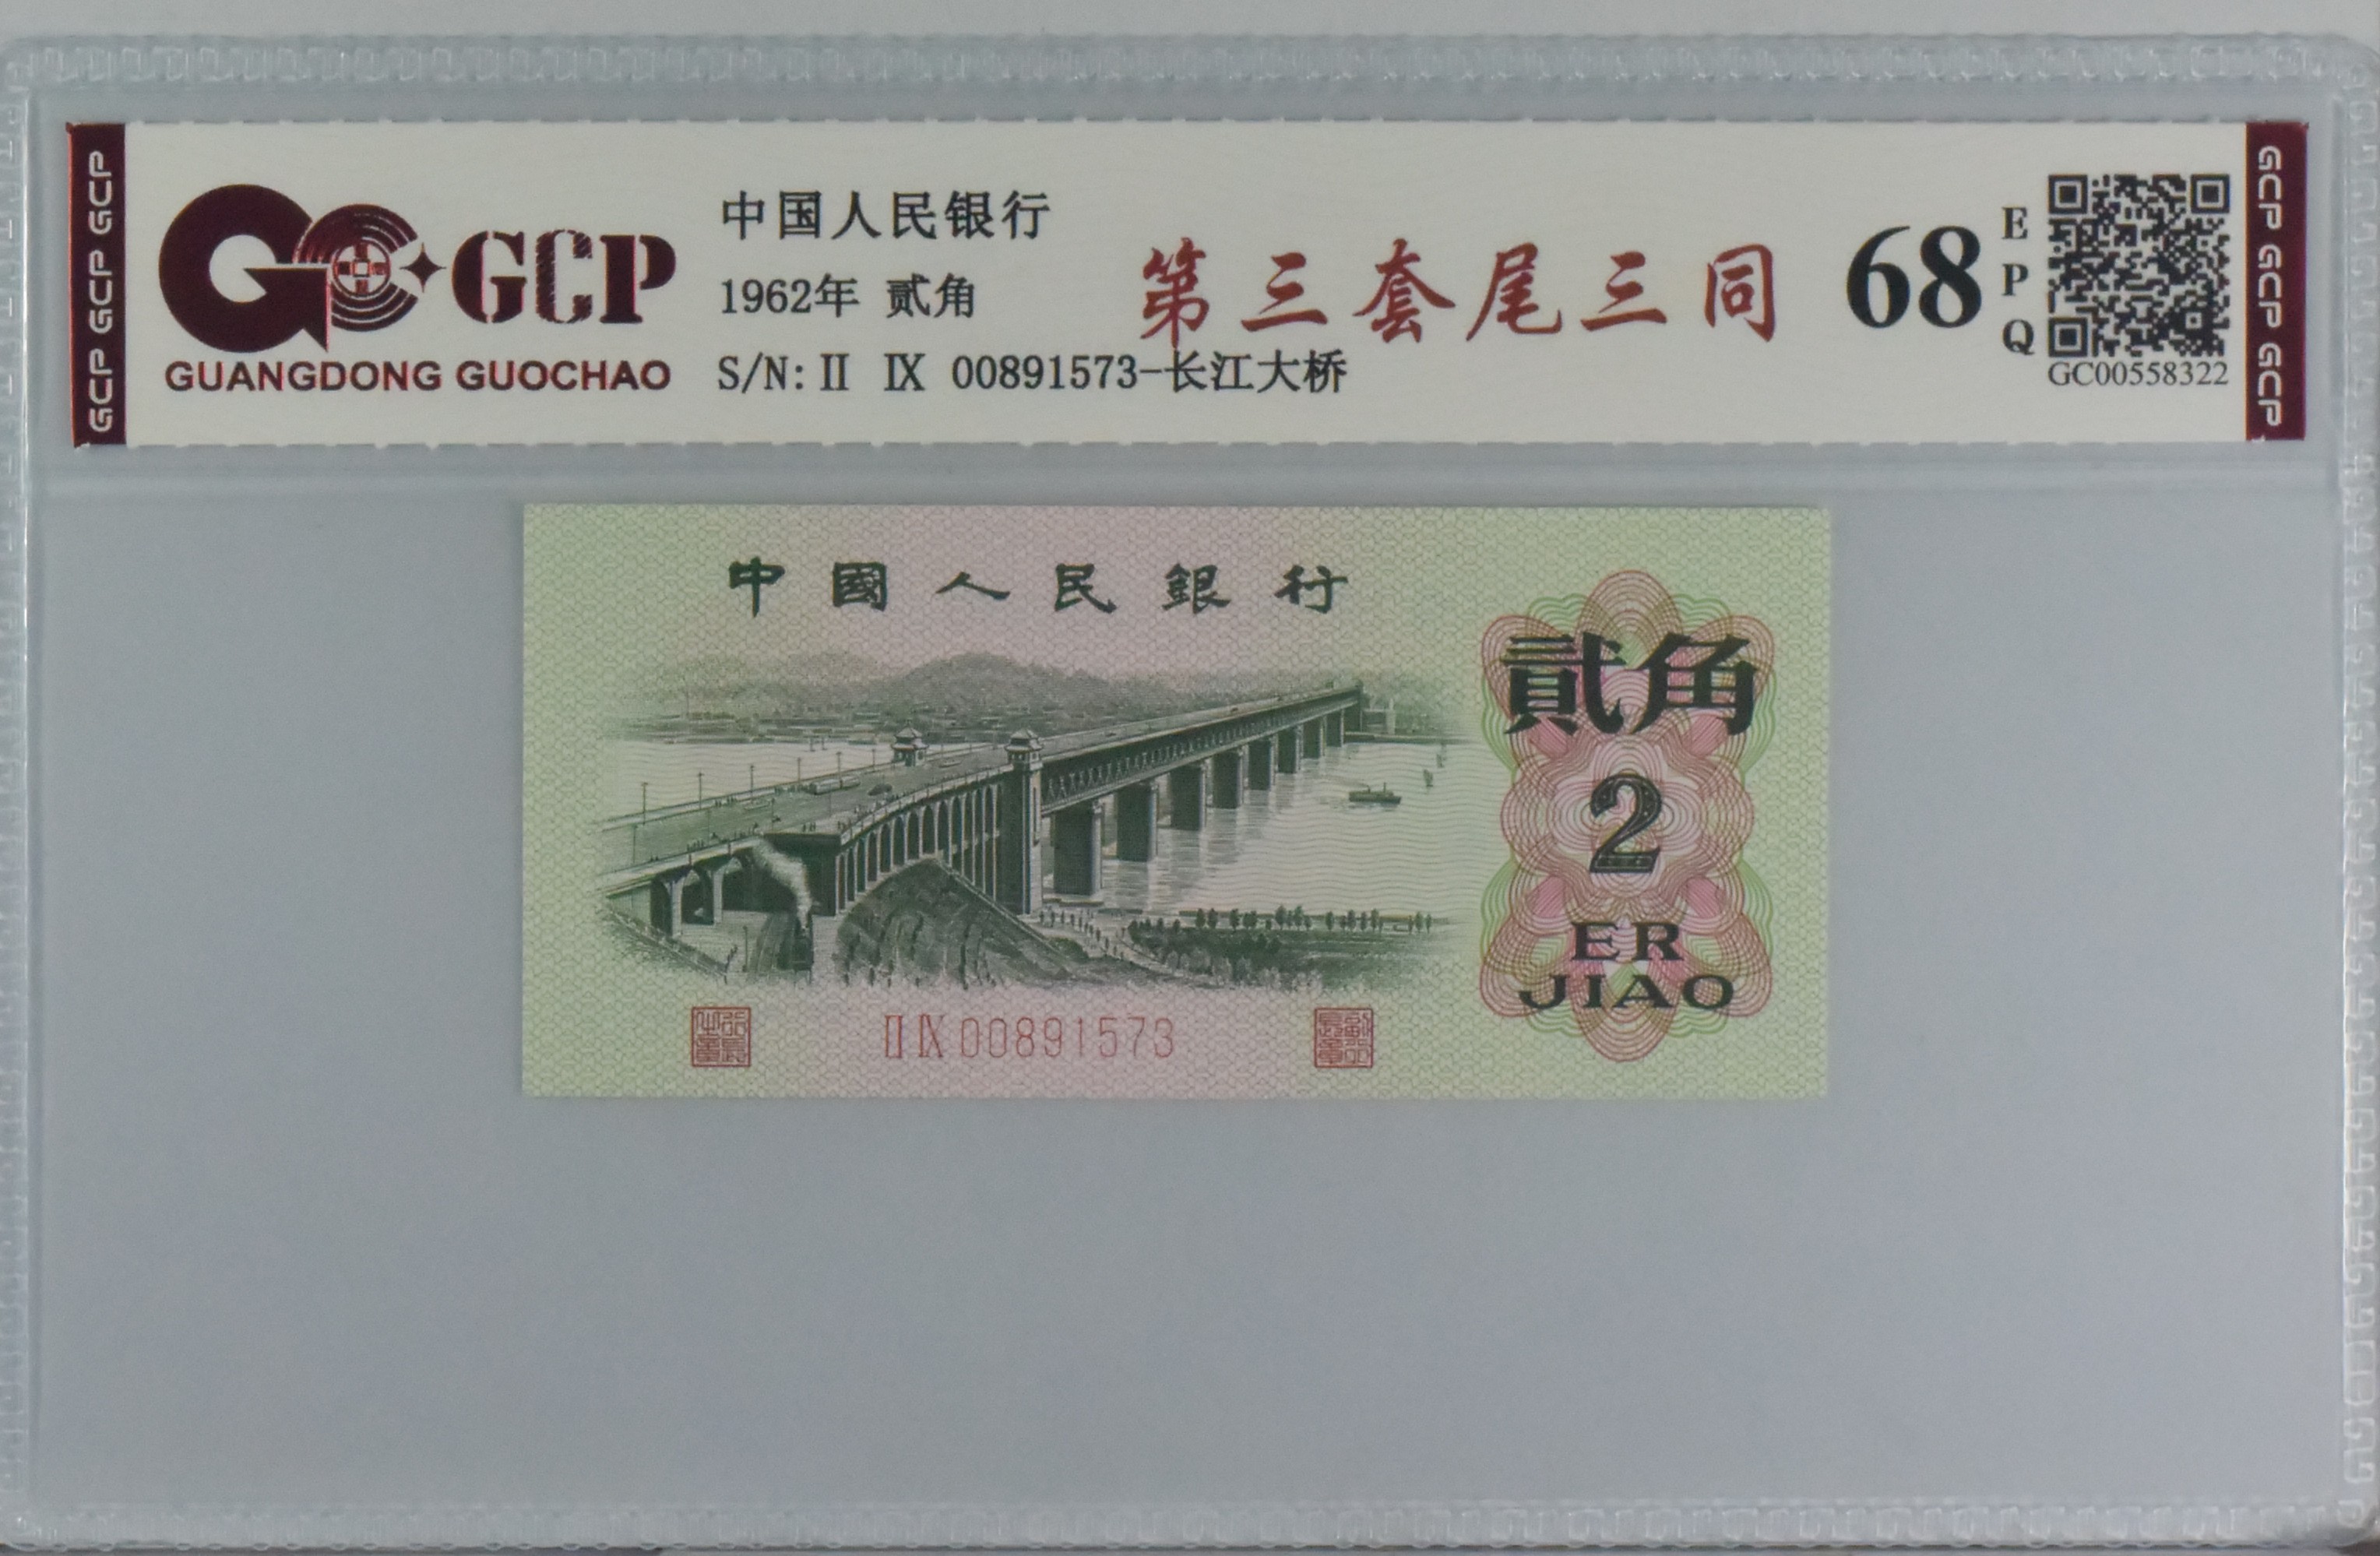 GCP GCP GCP
GCP
GUANGDONG GUOCHAO
中国人民银行
1962年 贰角
S/N: II IX 00891573-长江大桥
第三套尾三同
68
EPQ
GC00558322
GCP GCP GCP
中國人民銀行
貳角
2
ER
JIAO
II IX 00891573